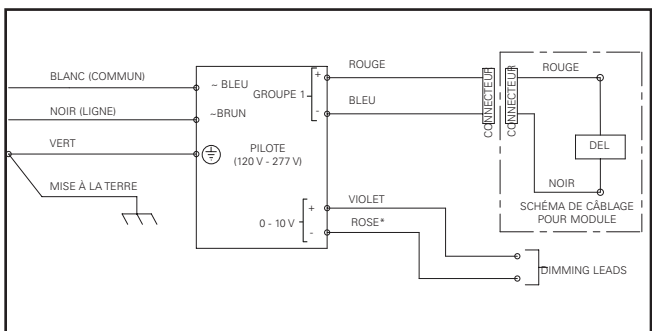 BLANC (COMMUN)
NOIR (LIGNE)
VERT
MISE À LA TERRE
~ BLEU
GROUPE 1
+
-
~BRUN
PILOTE
(120 V - 277 V)
0 - 10 V
+
-
ROUGE
BLEU
VIOLET
ROSE*
CONNECTEUR
CONNECTEUR
ROUGE
DEL
NOIR
SCHÉMA DE CÂBLAGE
POUR MODULE
DIMMING LEADS